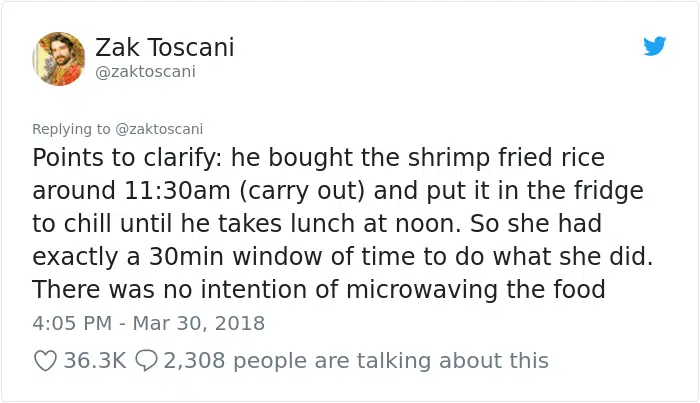 Zak Toscani
@zaktoscani
Replying to @zaktoscani
Points to clarify: he bought the shrimp fried rice
around 11:30am (carry out) and put it in the fridge
to chill until he takes lunch at noon. So she had
exactly a 30min window of time to do what she did.
There was no intention of microwaving the food
4:05 PM - Mar 30, 2018
36.3K 2,308 people are talking about this